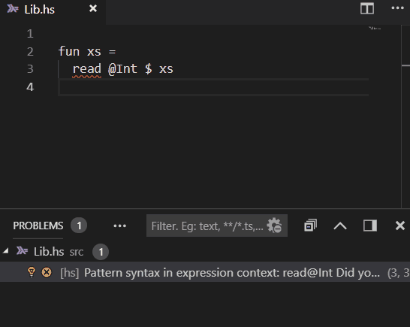 Lib.hs
1
2 fun xs =
3 read @Int $ xs
4
PROBLEMS 1 ... Filter. Eg: text, **/*.ts,...
Lib.hs src 1
[hs] Pattern syntax in expression context: read@Int Did yo... (3, 3